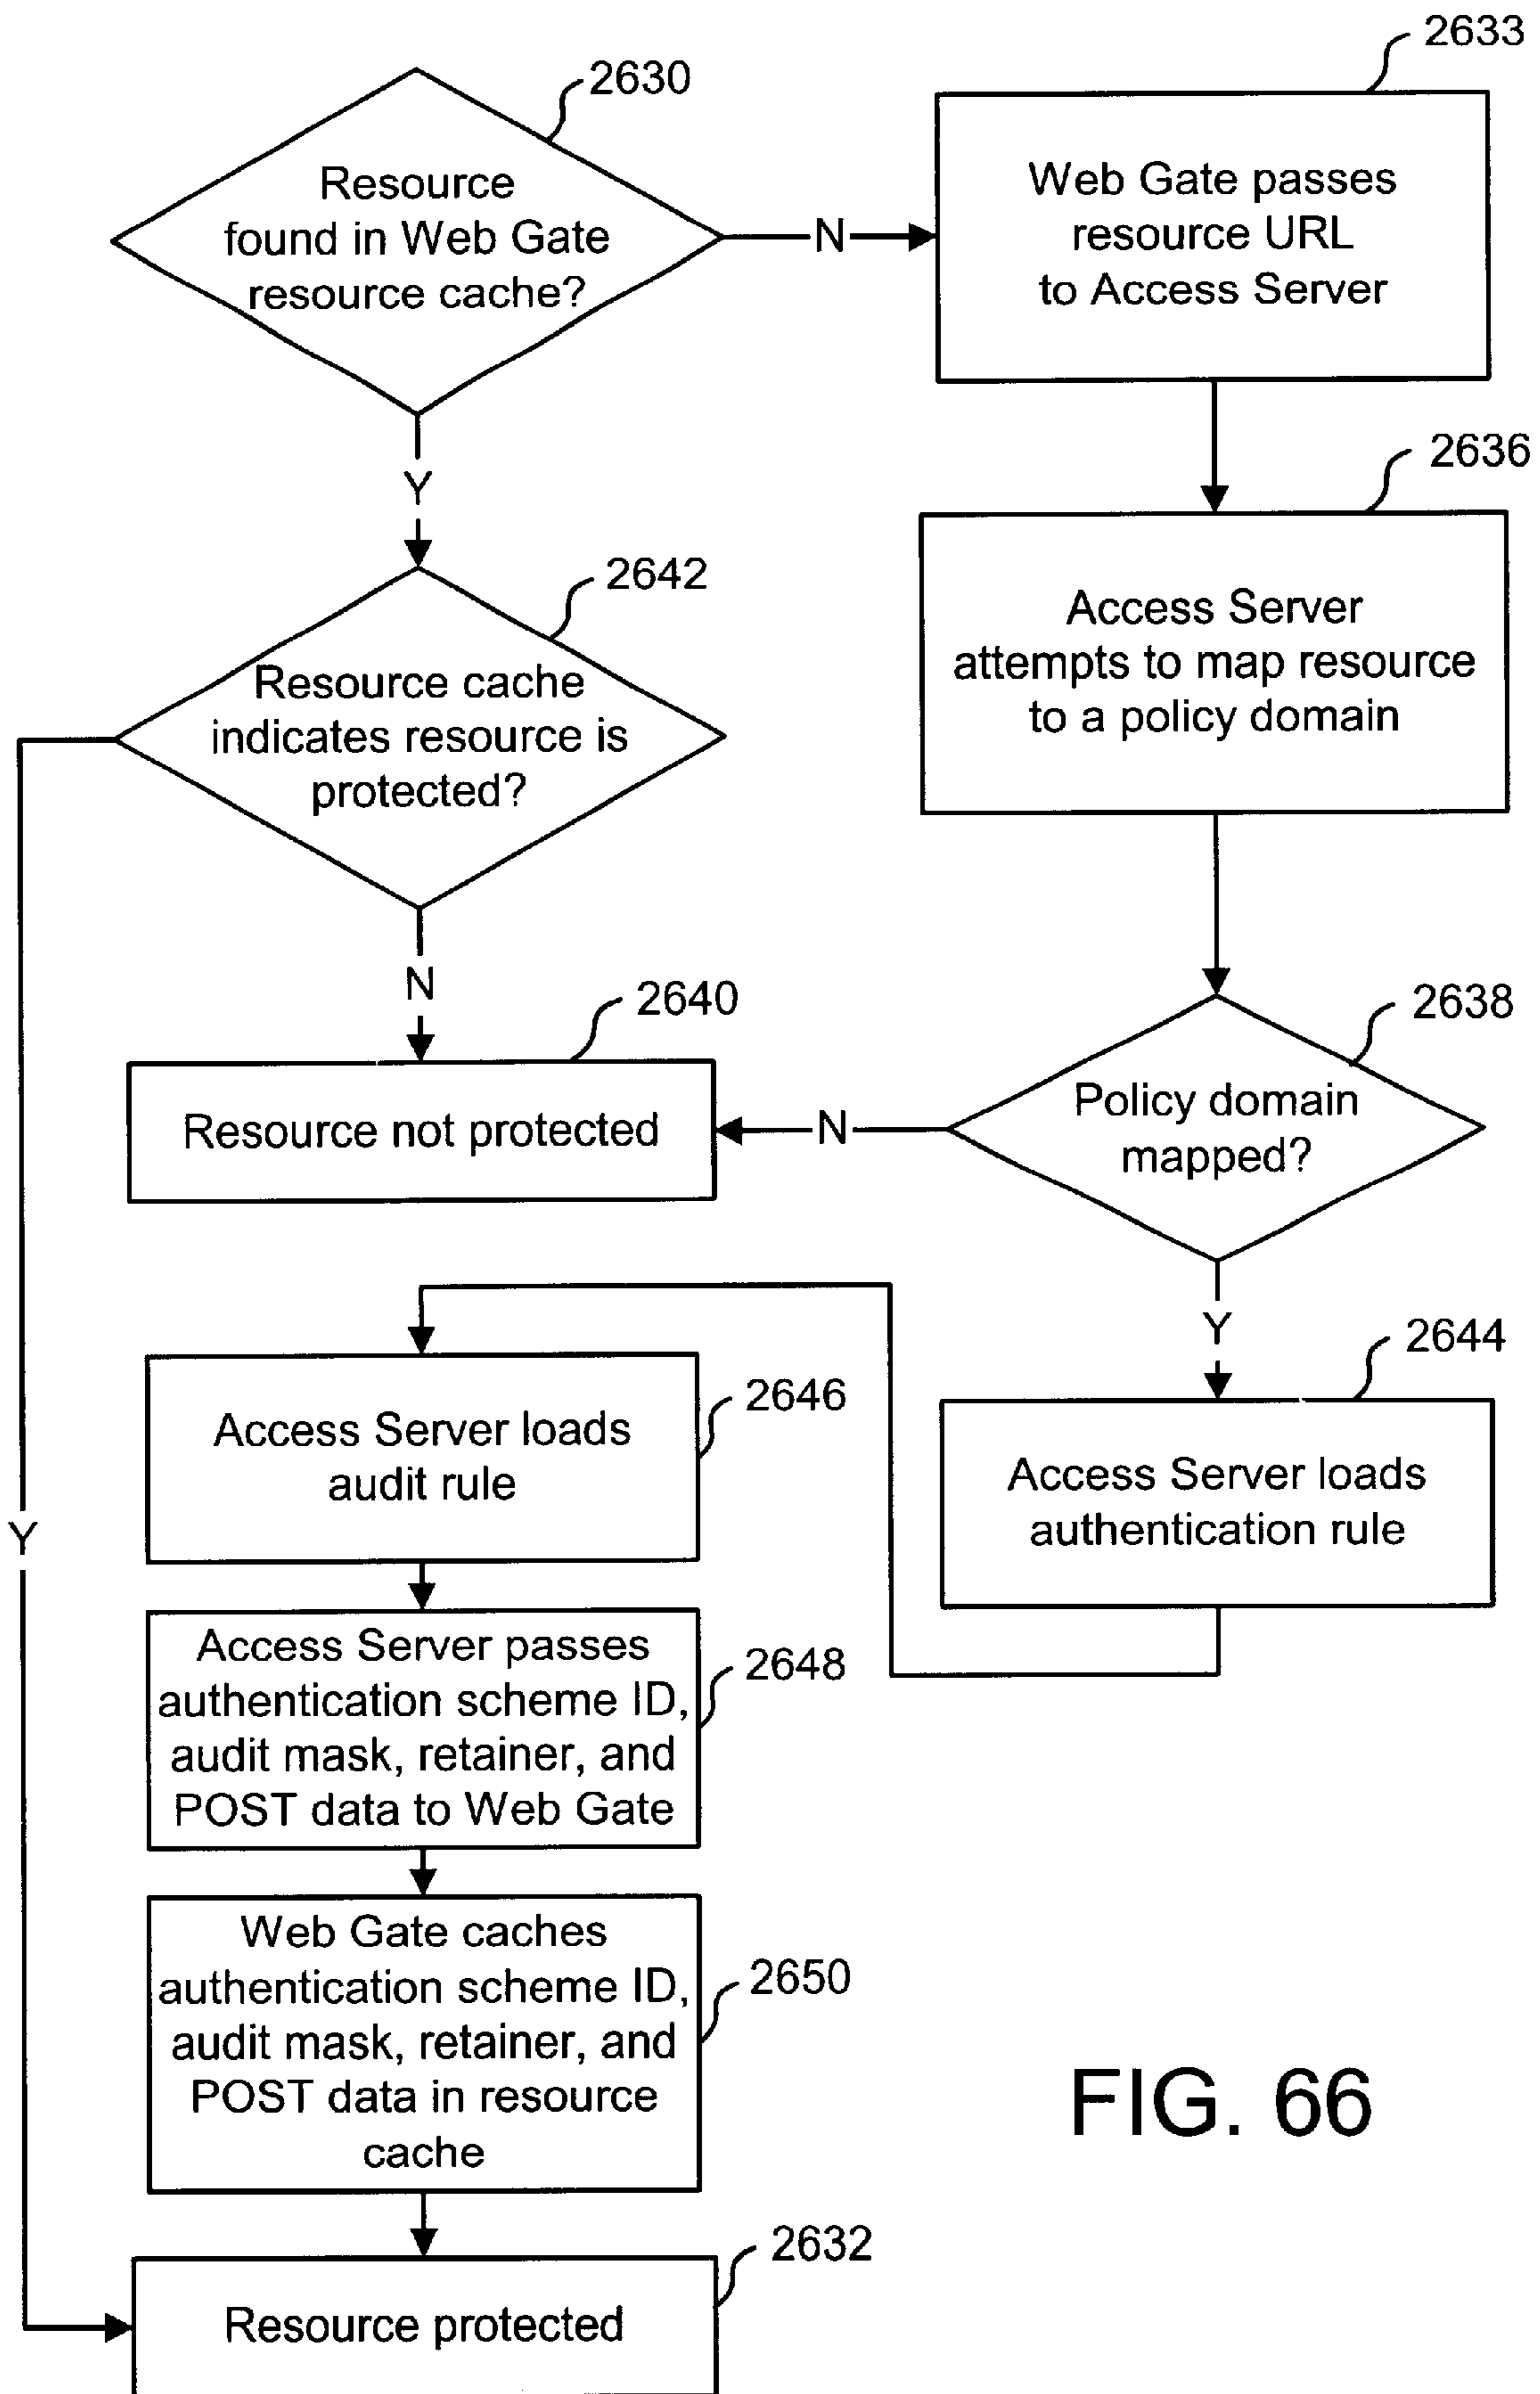 2633
2630
Resource
found in Web Gate
resource cache?
N
Web Gate passes
resource URL
to Access Server
Y
2636
2642
Access Server
attempts to map resource
to a policy domain
Resource cache
indicates resource is
protected?
N
2640
2638
Resource not protected
N
Policy domain
mapped?
Y
2644
2646
Access Server loads
audit rule
Access Server loads
authentication rule
Y
Access Server passes
authentication scheme ID,
audit mask, retainer, and
POST data to Web Gate
2648
Web Gate caches
authentication scheme ID,
audit mask, retainer, and
POST data in resource
cache
2650
FIG. 66
2632
Resource protected